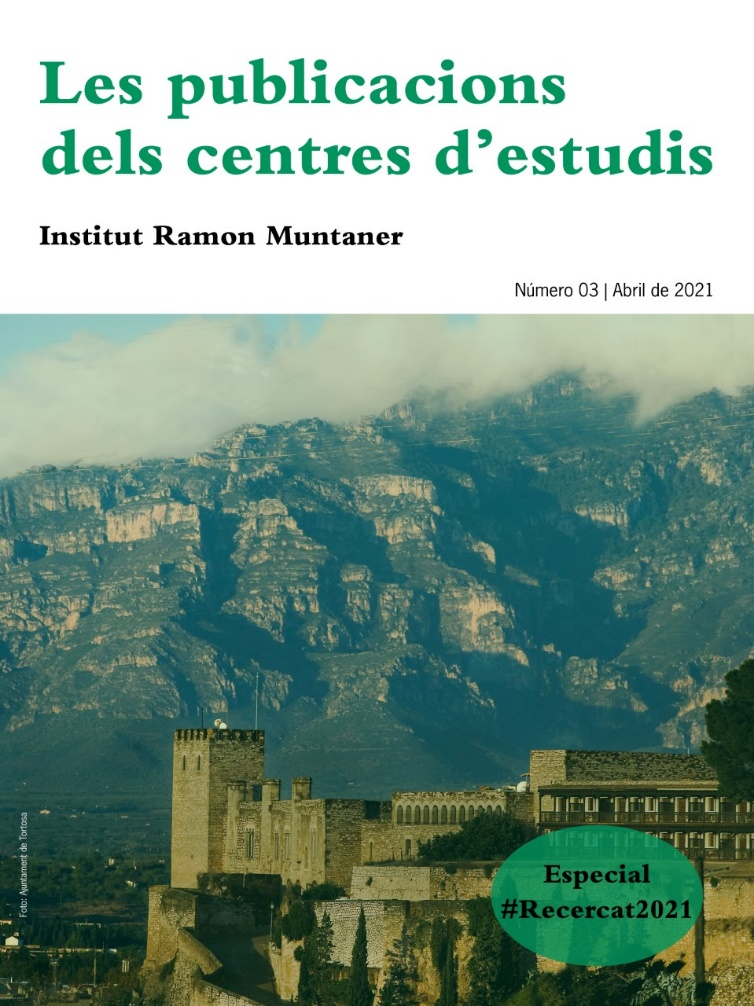 Les publicacions
dels centres d'estudis
Institut Ramon Muntaner
Número 03 | Abril de 2021
Foto: Ajuntament de Tortosa
Especial
#Recercat2021